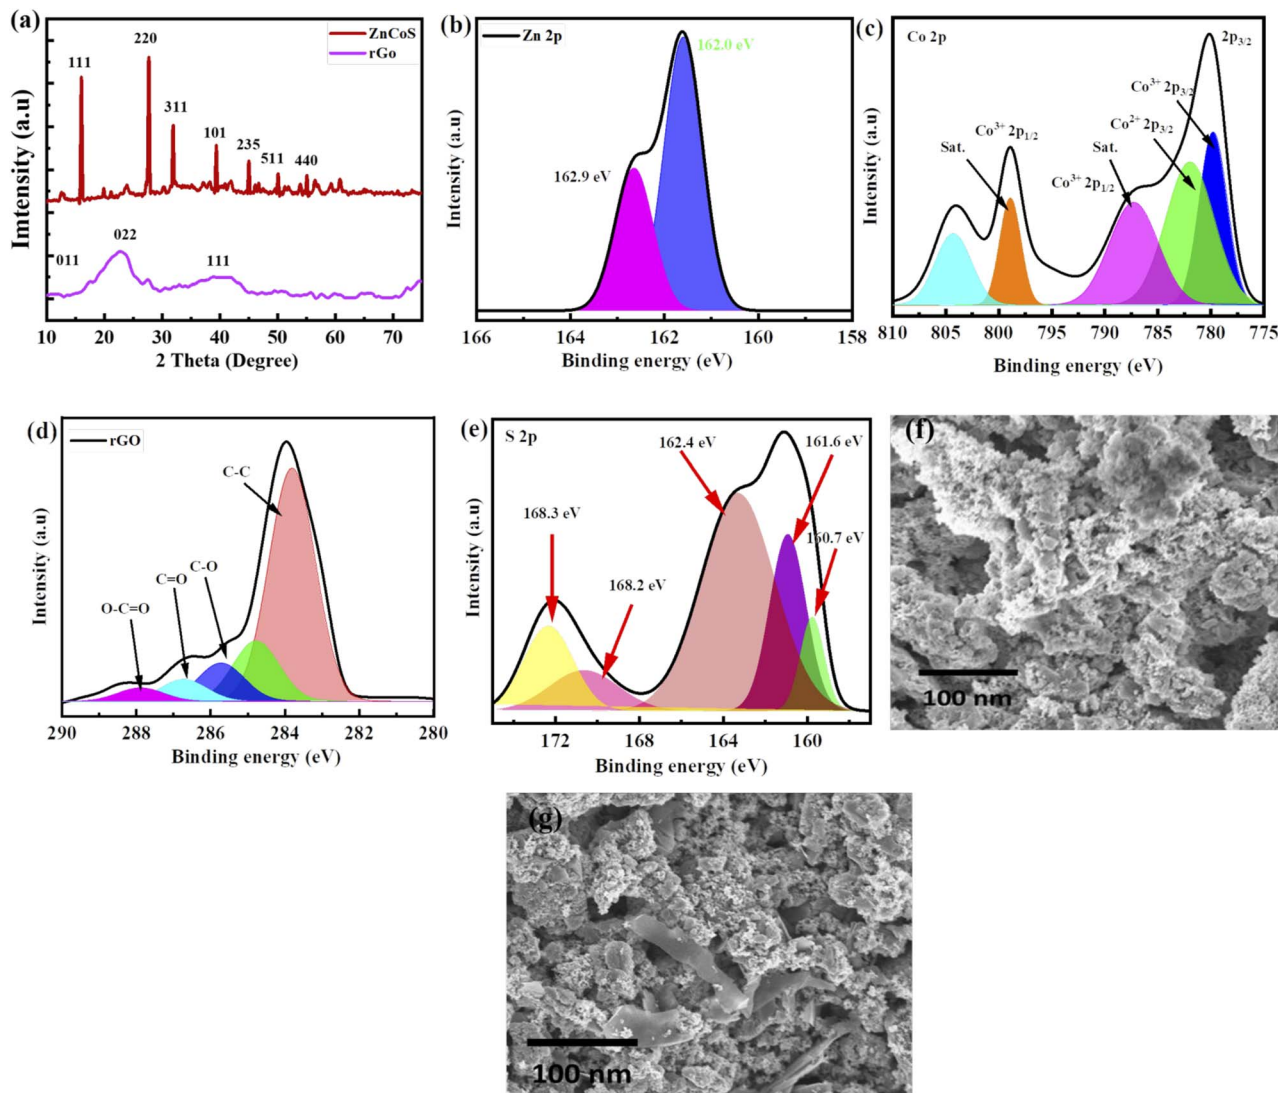 (a)
ZnCoS
rGo
111
220
311
101
235
511
440
011
022
111
Intensity (a.u)
10 20 30 40 50 60 70
2 Theta (Degree)
(b)
Zn 2p
162.0 eV
162.9 eV
Intensity (a.u)
166 164 162 160 158
Binding energy (eV)
(c)
Co 2p
2p3/2
Co3+ 2p3/2
Co2+ 2p3/2
Co3+ 2p1/2
Sat.
Sat.
Co3+ 2p1/2
Intensity (a.u)
810 805 800 795 790 785 780 775
Binding energy (eV)
(d)
rGO
C-C
C-O
C=O
O-C=O
Intensity (a.u)
290 288 286 284 282 280
Binding energy (eV)
(e)
S 2p
162.4 eV
161.6 eV
168.3 eV
160.7 eV
168.2 eV
Intensity (a.u)
172 168 164 160
Binding energy (eV)
(f)
100 nm
(g)
100 nm